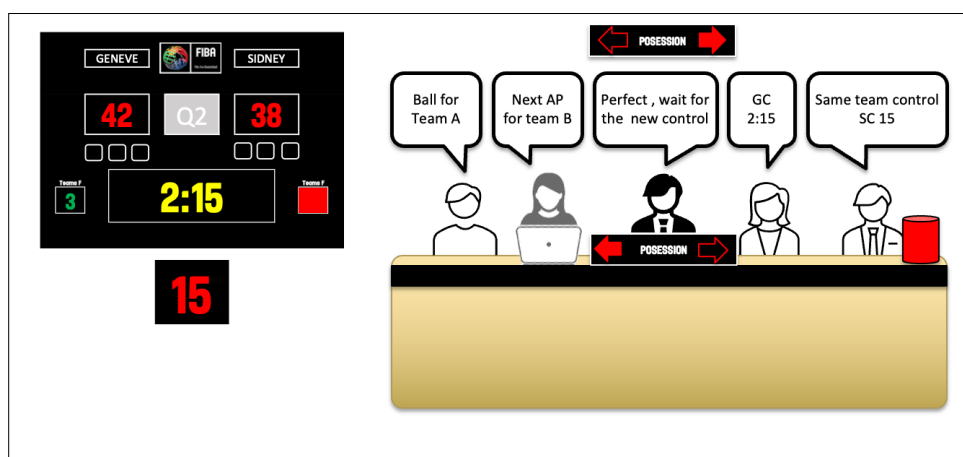 POSESSION
GENEVE
FIBA
SIDNEY
42
Q2
38
Teams F
3
2:15
Teams F
15
Ball for
Team A
Next AP
for team B
Perfect , wait for
the new control
GC
2:15
Same team control
SC 15
POSESSION